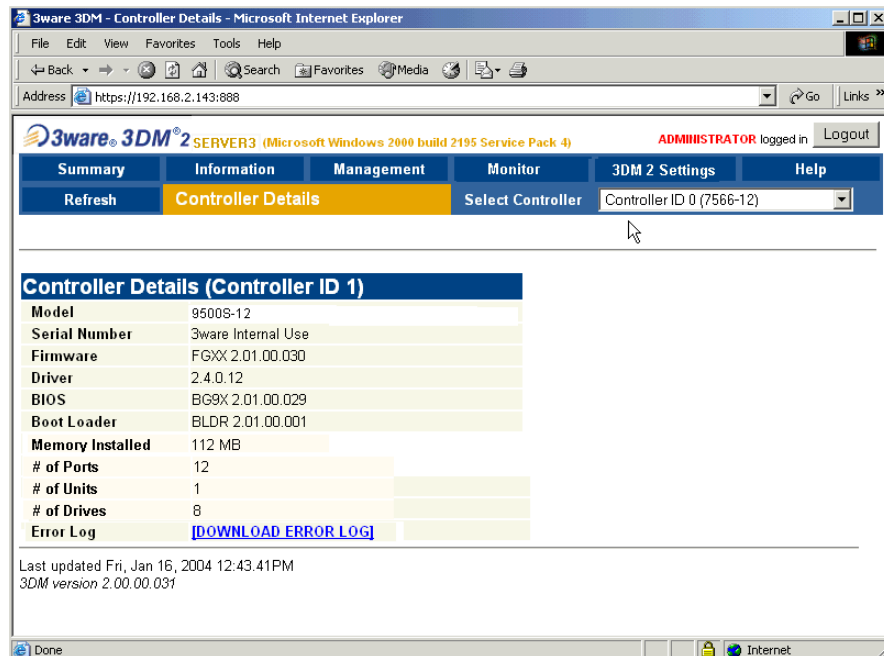 3ware 3DM - Controller Details - Microsoft Internet Explorer
File Edit View Favorites Tools Help
Back Search Favorites Media
Address https://192.168.2.143:888 Go Links »
3ware® 3DM®2 SERVER3 (Microsoft Windows 2000 build 2195 Service Pack 4) ADMINISTRATOR logged in Logout
Summary Information Management Monitor 3DM 2 Settings Help
Refresh Controller Details Select Controller Controller ID 0 (7566-12)
Controller Details (Controller ID 1)
Model 9500S-12
Serial Number 3ware Internal Use
Firmware FGXX 2.01.00.030
Driver 2.4.0.12
BIOS BG9X 2.01.00.029
Boot Loader BLDR 2.01.00.001
Memory Installed 112 MB
# of Ports 12
# of Units 1
# of Drives 8
Error Log [DOWNLOAD ERROR LOG]
Last updated Fri, Jan 16, 2004 12:43.41PM
3DM version 2.00.00.031
Done Internet